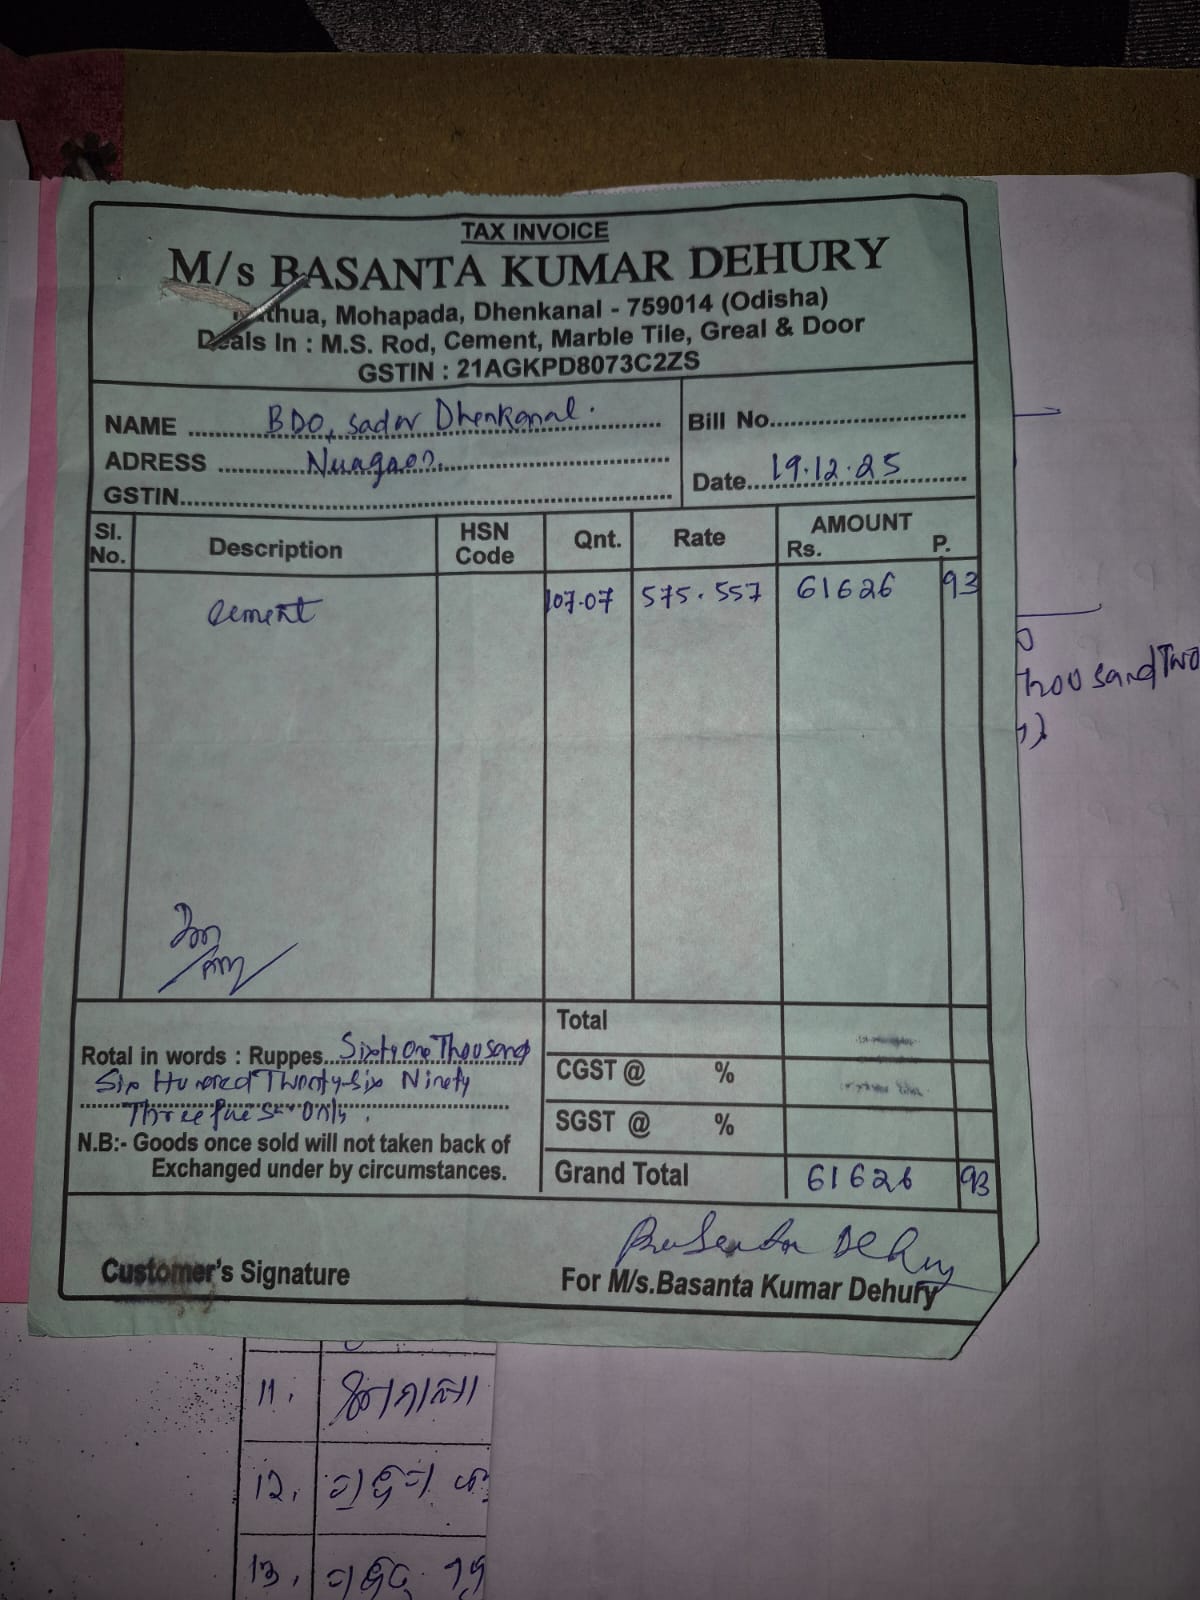 TAX INVOICE
M/s BASANTA KUMAR DEHURY
Mohapada, Dhenkanal - 759014 (Odisha)
Deals In : M.S. Rod, Cement, Marble Tile, Greal & Door
GSTIN : 21AGKPD8073C2ZS
NAME BDO, Sadar Dhenkanal.
Bill No.
ADRESS Nuagaon.
Date 19.12.25
GSTIN
Sl. No. Description HSN Code Qnt. Rate AMOUNT Rs. P.
Cement 107.07 575.557 61626 93
Total
Rotal in words : Ruppes Sixty One Thousand
Six Hundred Twenty-six Ninety
Three Only.
CGST @ %
SGST @ %
N.B:- Goods once sold will not taken back of
Exchanged under by circumstances.
Grand Total 61626 93
Customer's Signature
For M/s.Basanta Kumar Dehury
Thousand Two
11.
12.
13.